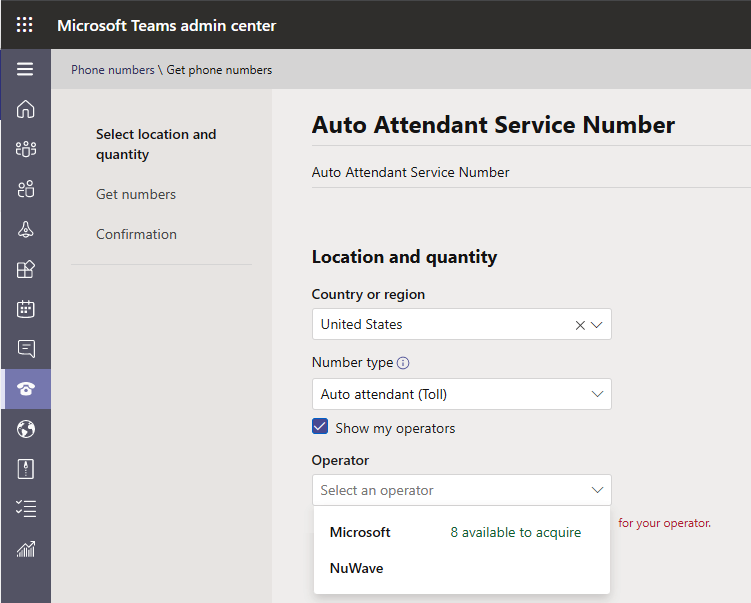 Microsoft Teams admin center
Phone numbers \ Get phone numbers
Select location and
quantity
Get numbers
Confirmation
Auto Attendant Service Number
Auto Attendant Service Number
Location and quantity
Country or region
United States
Number type
Auto attendant (Toll)
Show my operators
Operator
Select an operator
for your operator.
Microsoft 8 available to acquire
NuWave